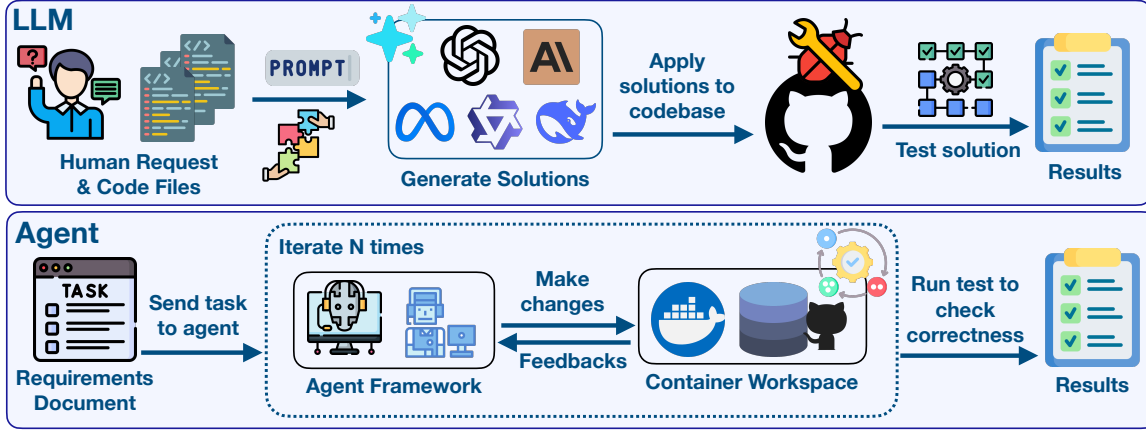 LLM
?
</>
</>
</>
PROMPT
A\
Human Request
& Code Files
Generate Solutions
Apply
solutions to
codebase
Test solution
Results
Agent
TASK
Requirements
Document
Send task
to agent
Iterate N times
Agent Framework
Make
changes
Feedbacks
Container Workspace
Run test to
check
correctness
Results